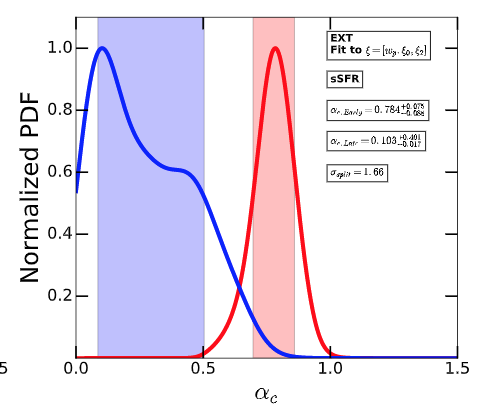 EXT
Fit to ξ = [w_p, ξ_0, ξ_2]
sSFR
α_{c,Early} = 0.784^{+0.075}_{-0.088}
α_{c,Late} = 0.103^{+0.401}_{-0.017}
σ_{split} = 1.66
Normalized PDF
1.0
0.8
0.6
0.4
0.2
5
0.0
0.5
1.0
1.5
α_c